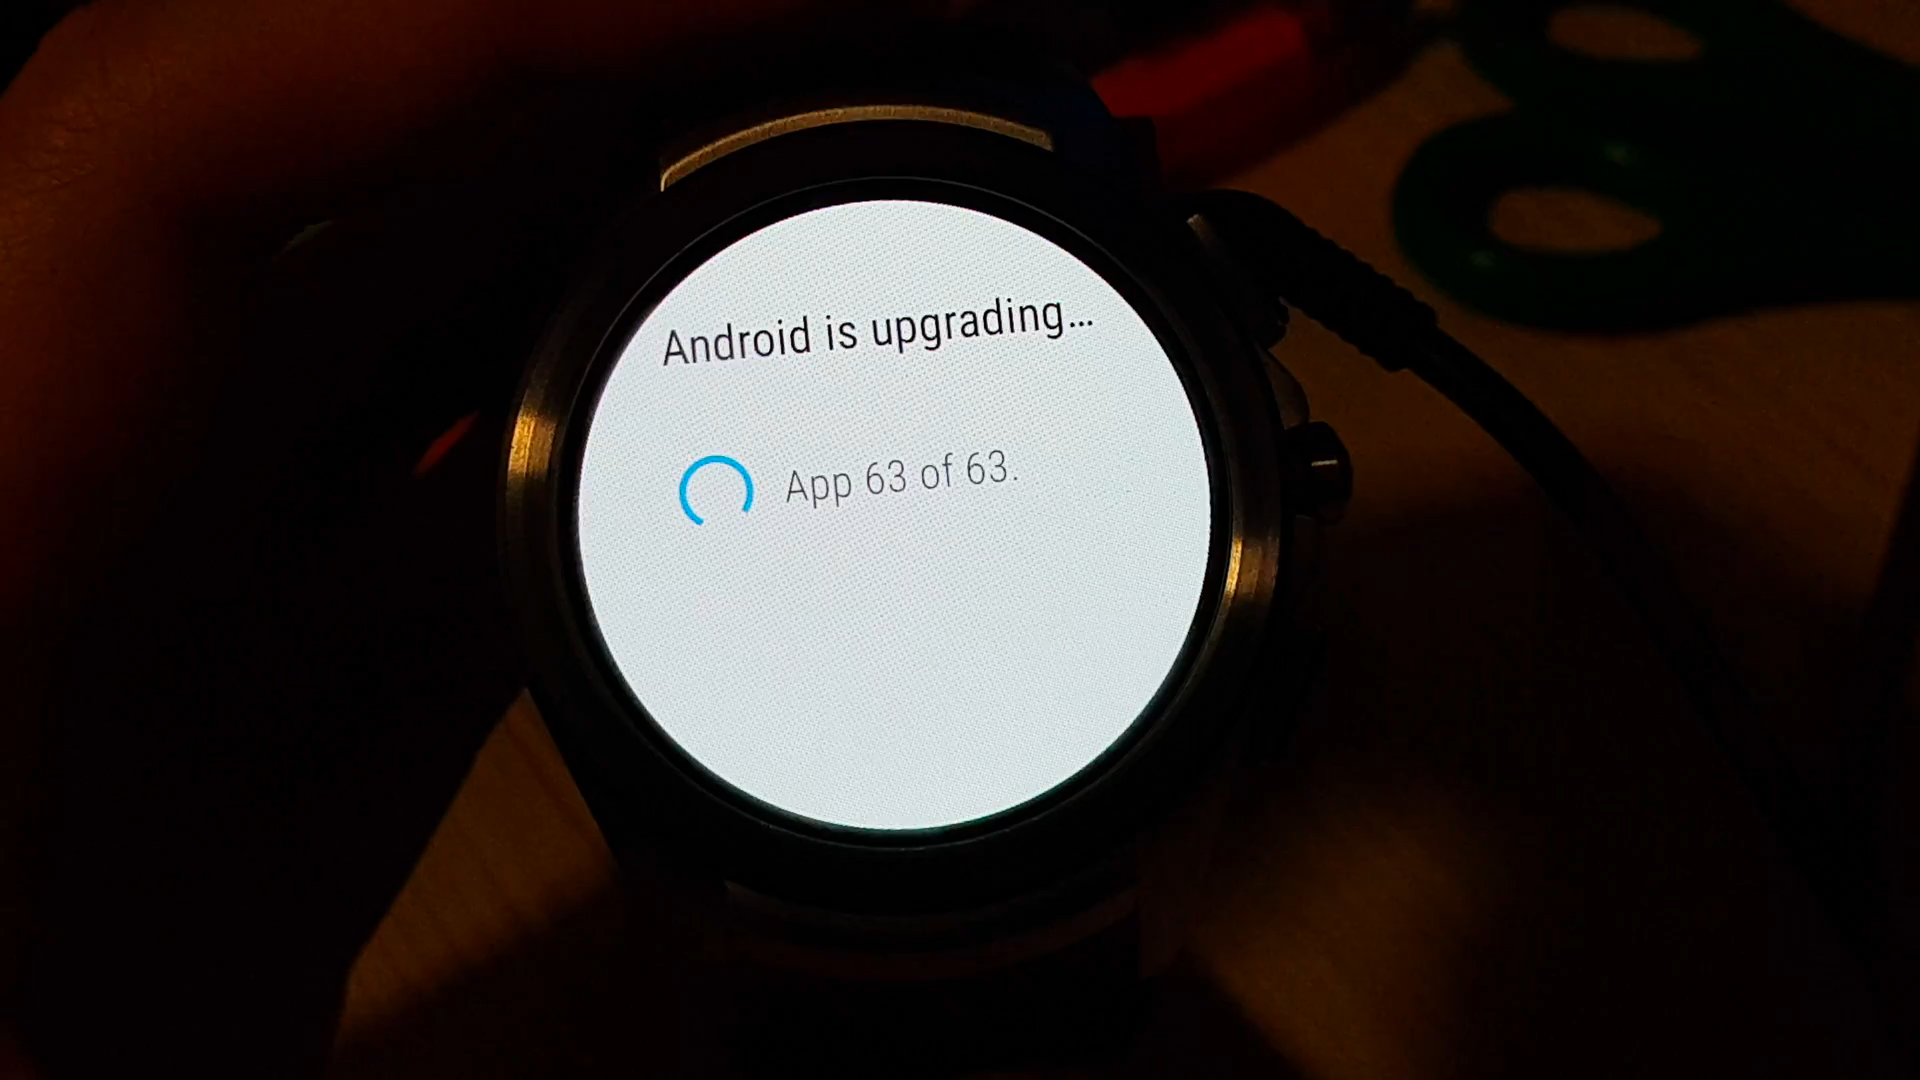 Android is upgrading...
App 63 of 63.